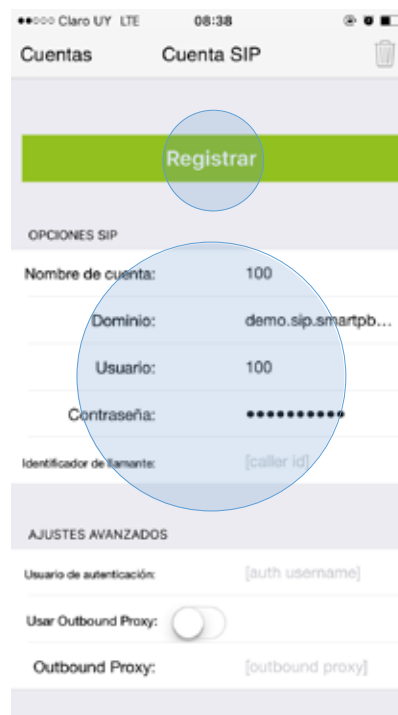 Claro UY LTE 08:38
Cuentas Cuenta SIP
Registrar
OPCIONES SIP
Nombre de cuenta: 100
Dominio: demo.sip.smartpb...
Usuario: 100
Contraseña: ••••••••••
Identificador de llamante: [caller id]
AJUSTES AVANZADOS
Usuario de autenticación: [auth username]
Usar Outbound Proxy:
Outbound Proxy: [outbound proxy]